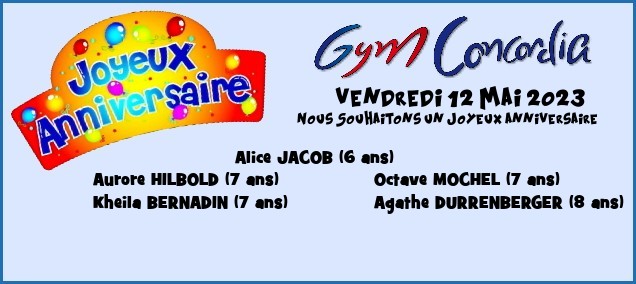 Joyeux
Anniversaire
Gym Concordia
VENDREDI 12 MAI 2023
NOUS SOUHAITONS UN JOYEUX ANNIVERSAIRE
Alice JACOB (6 ans)
Aurore HILBOLD (7 ans)
Octave MOCHEL (7 ans)
Kheila BERNADIN (7 ans)
Agathe DURRENBERGER (8 ans)